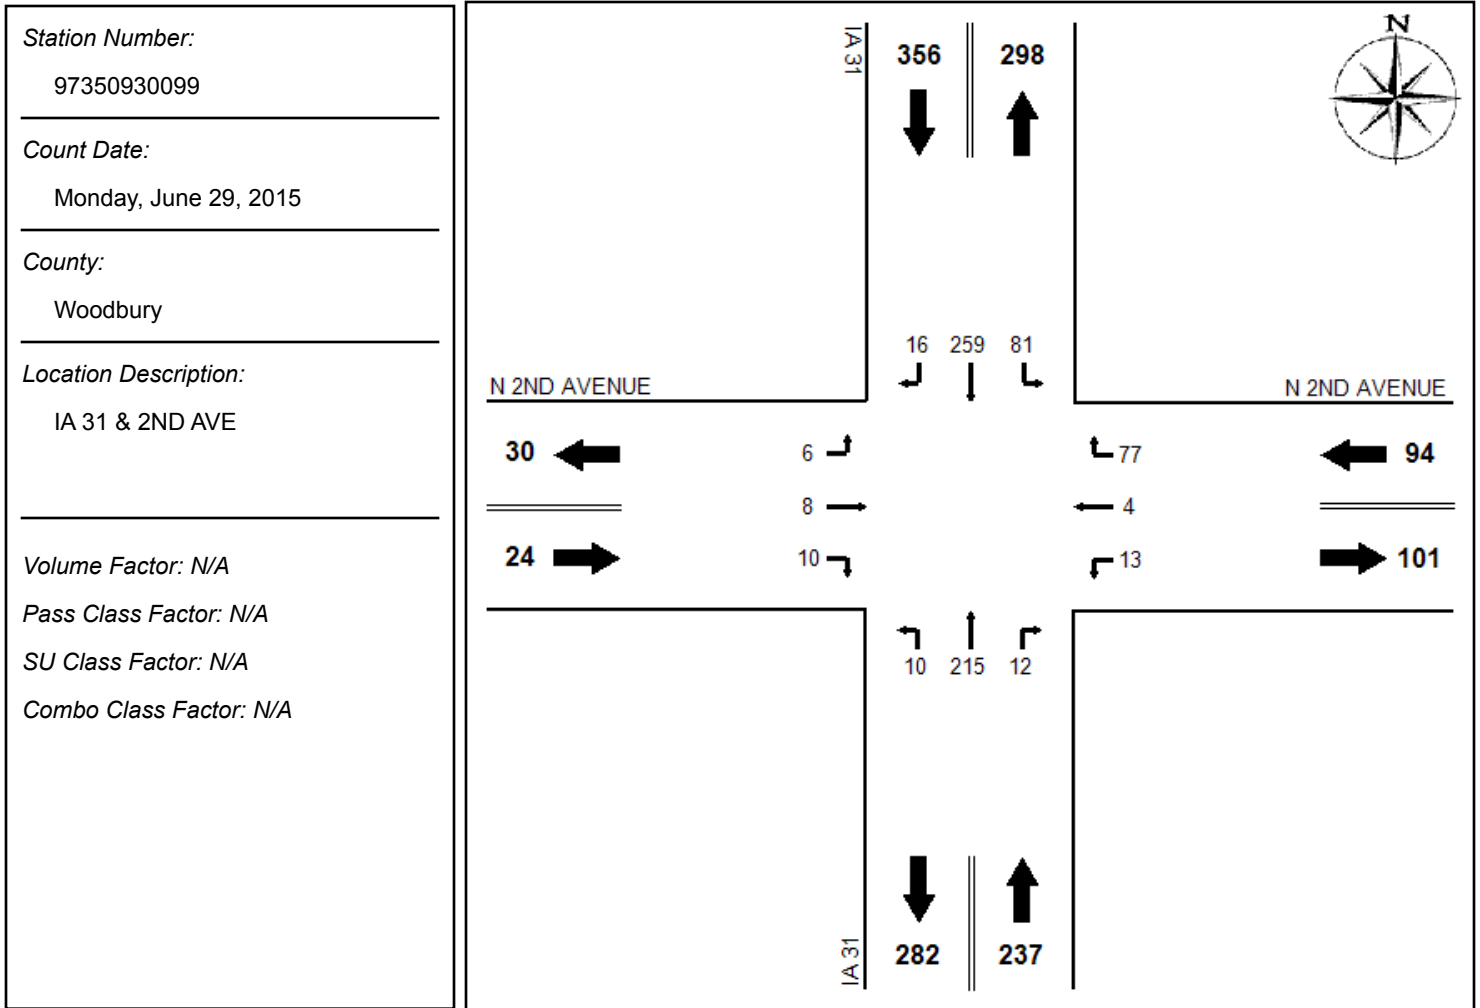 Station Number:
97350930099
Count Date:
Monday, June 29, 2015
County:
Woodbury
Location Description:
IA 31 & 2ND AVE
Volume Factor: N/A
Pass Class Factor: N/A
SU Class Factor: N/A
Combo Class Factor: N/A
N
IA 31
356 298
16 259 81
N 2ND AVENUE
N 2ND AVENUE
30
6
77
94
8
4
24
10
13
101
10 215 12
IA 31
282 237